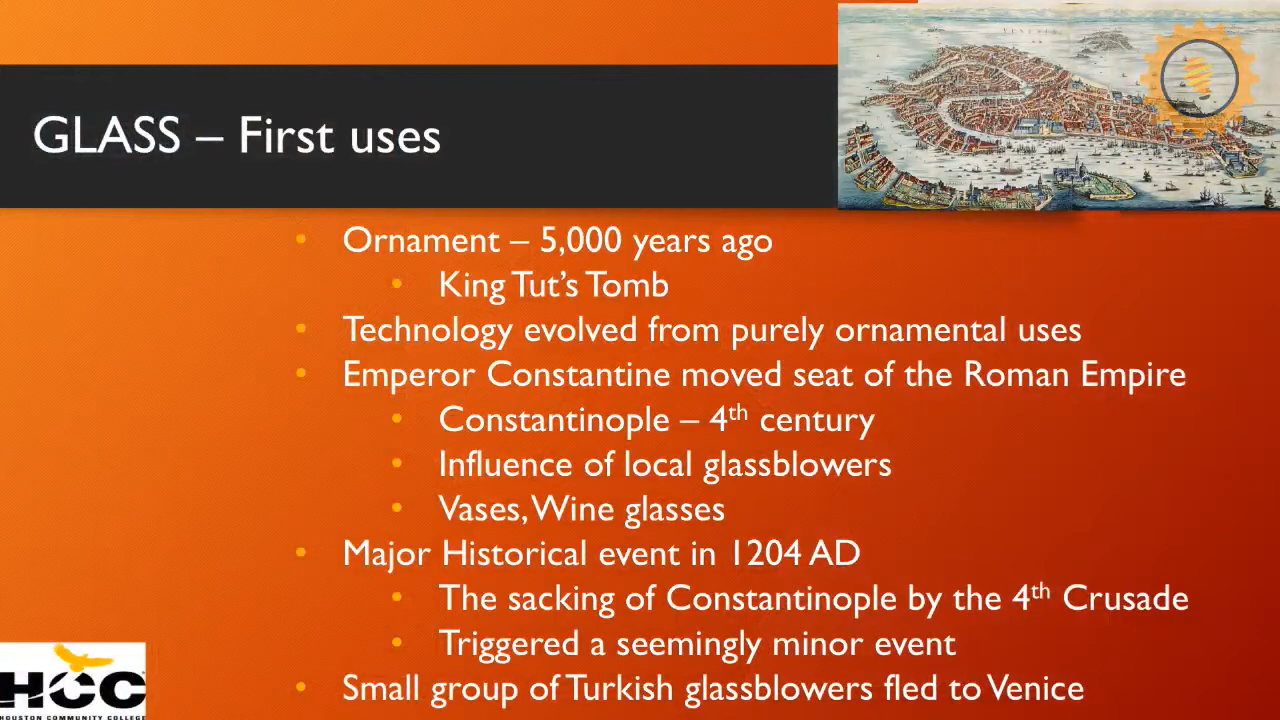 VENETIE
GLASS – First uses
• Ornament – 5,000 years ago
• King Tut’s Tomb
• Technology evolved from purely ornamental uses
• Emperor Constantine moved seat of the Roman Empire
• Constantinople – 4th century
• Influence of local glassblowers
• Vases, Wine glasses
• Major Historical event in 1204 AD
• The sacking of Constantinople by the 4th Crusade
• Triggered a seemingly minor event
• Small group of Turkish glassblowers fled to Venice
HCC
HOUSTON COMMUNITY COLLEGE